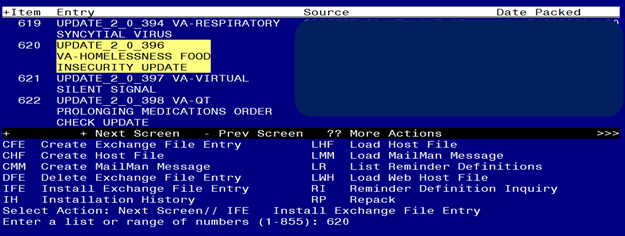 +Item Entry Source Date Packed
619 UPDATE_2_0_394 VA-RESPIRATORY
SYNCYTIAL VIRUS
620 UPDATE_2_0_396
VA-HOMELESSNESS FOOD
INSECURITY UPDATE
621 UPDATE_2_0_397 VA-VIRTUAL
SILENT SIGNAL
622 UPDATE_2_0_398 VA-QT
PROLONGING MEDICATIONS ORDER
CHECK UPDATE
+ + Next Screen - Prev Screen ?? More Actions >>>
CFE Create Exchange File Entry LHF Load Host File
CHF Create Host File LMM Load MailMan Message
CMM Create MailMan Message LR List Reminder Definitions
DFE Delete Exchange File Entry LWH Load Web Host File
IFE Install Exchange File Entry RI Reminder Definition Inquiry
IH Installation History RP Repack
Select Action: Next Screen// IFE Install Exchange File Entry
Enter a list or range of numbers (1-855): 620